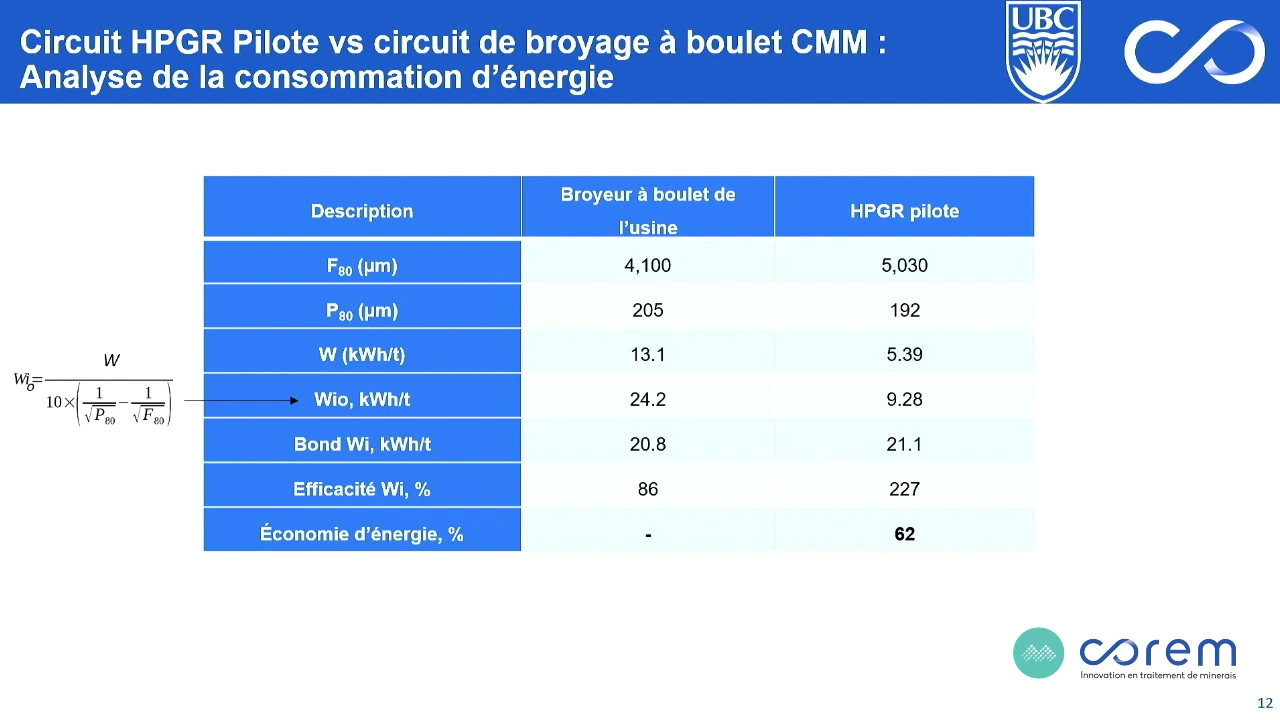 Circuit HPGR Pilote vs circuit de broyage à boulet CMM :
Analyse de la consommation d'énergie
UBC
Description
Broyeur à boulet de
l'usine
HPGR pilote
F80 (µm) 4,100 5,030
P80 (µm) 205 192
W (kWh/t) 13.1 5.39
Wio, kWh/t 24.2 9.28
Bond Wi, kWh/t 20.8 21.1
Efficacité Wi, % 86 227
Économie d'énergie, % - 62
Wio= W / 10×(1/√P80 − 1/√F80)
corem
Innovation en traitement de minerais
12